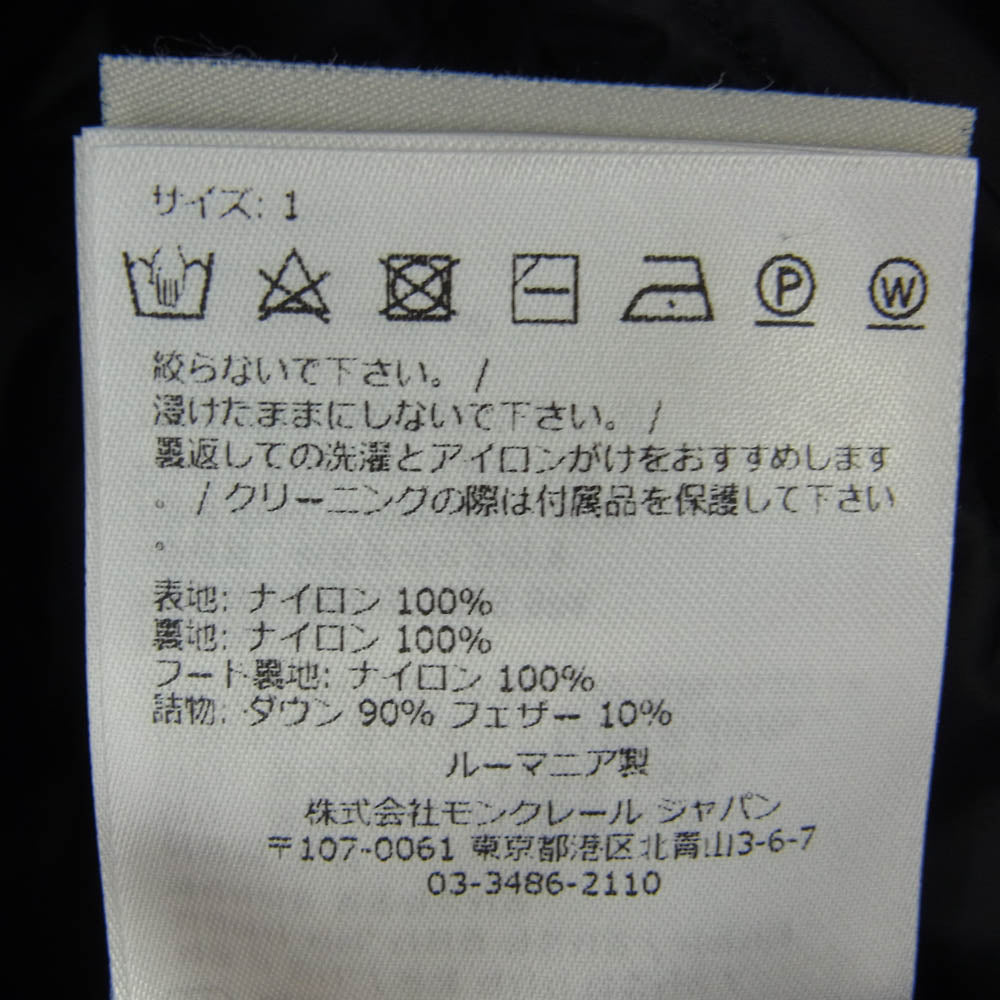 サイズ: 1
P W
絞らないで下さい。 /
浸けたままにしないで下さい。 /
裏返しての洗濯とアイロンがけをおすすめします
。 / クリーニングの際は付属品を保護して下さい
。
表地: ナイロン 100%
裏地: ナイロン 100%
フード裏地: ナイロン 100%
詰物: ダウン 90% フェザー 10%
ルーマニア製
株式会社モンクレール ジャパン
〒107-0061 東京都港区北青山3-6-7
03-3486-2110